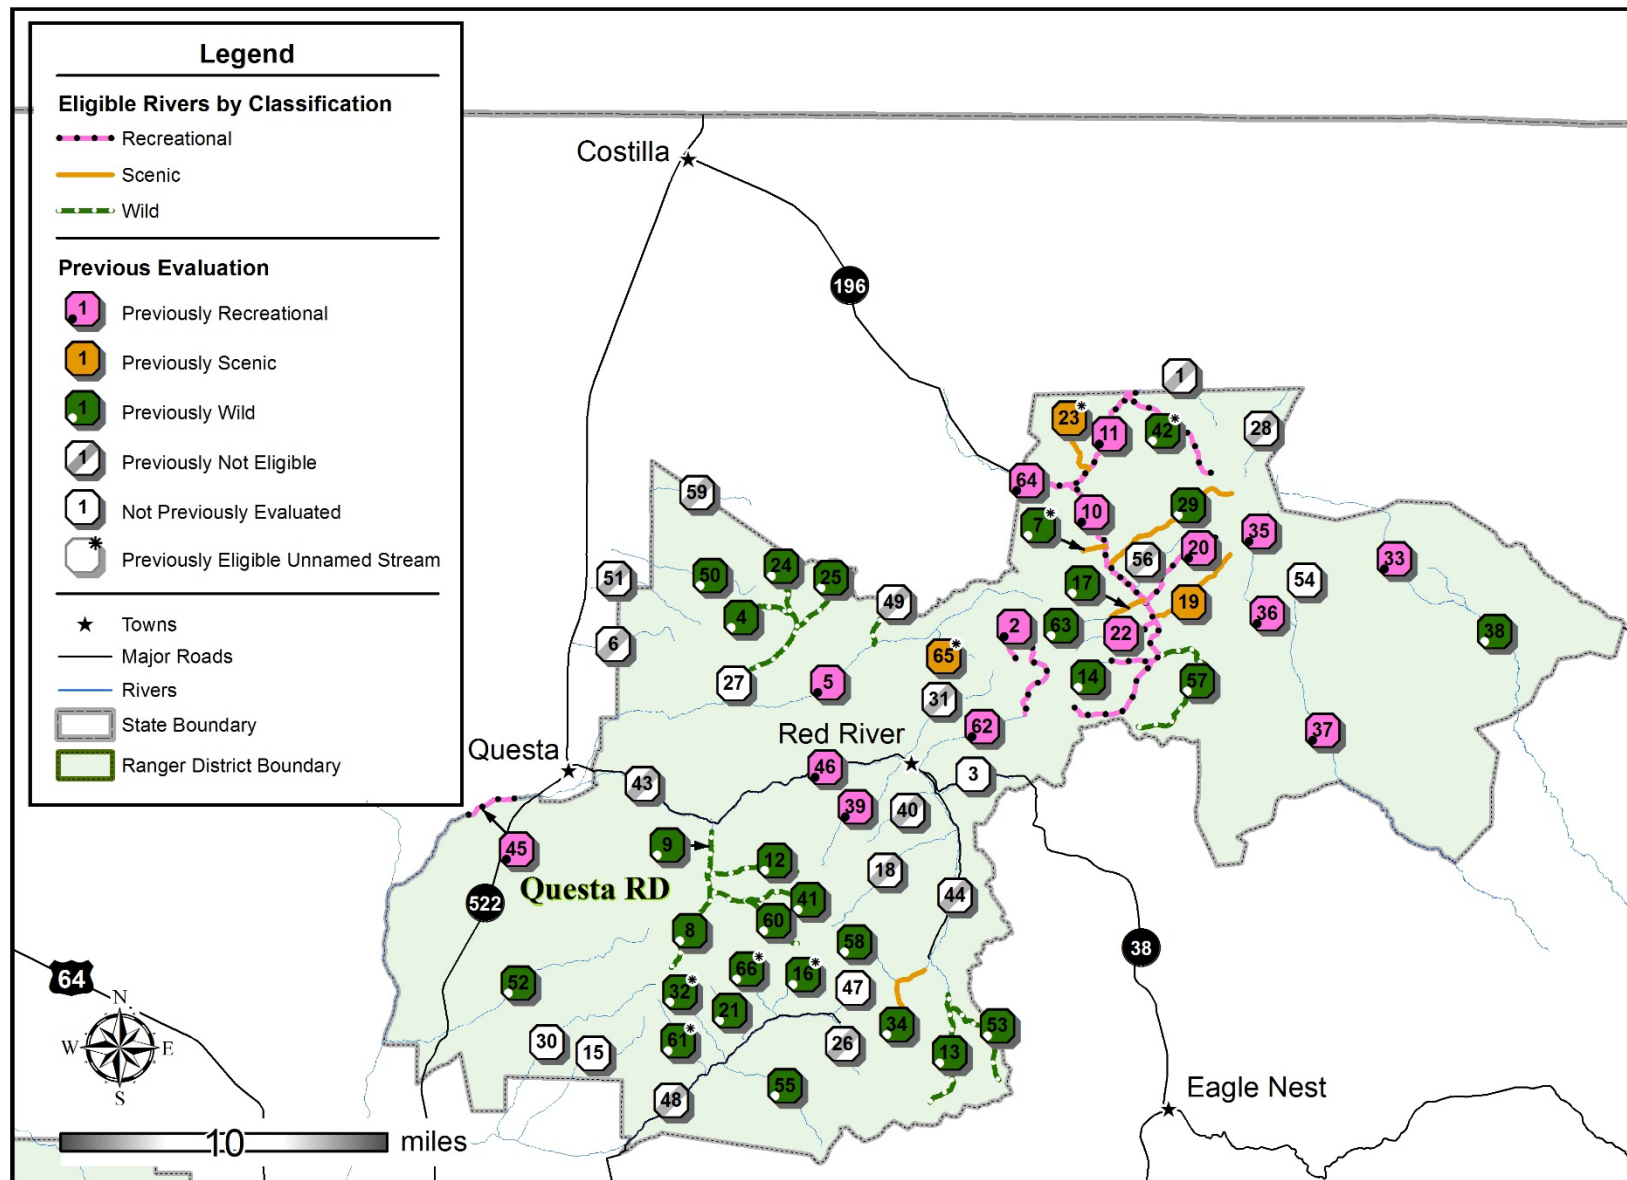 Legend
Eligible Rivers by Classification
Recreational
Scenic
Wild
Previous Evaluation
1 Previously Recreational
1 Previously Scenic
1 Previously Wild
1 Previously Not Eligible
1 Not Previously Evaluated
* Previously Eligible Unnamed Stream
Towns
Major Roads
Rivers
State Boundary
Ranger District Boundary
Costilla
196
1
23 *
11
42 *
28
64
59
10
29
7 *
35
20
33
56
54
51
50
24
25
17
49
19
36
4
2
63
22
38
6
65 *
27
5
14
57
31
62
37
Red River
Questa
46
3
43
39
40
45
9
12
18
Questa RD
522
41
44
60
8
58
38
66 *
16 *
64
52
32 *
47
21
34
53
N
W E
S
30
15
61 *
26
13
55
48
Eagle Nest
10 miles